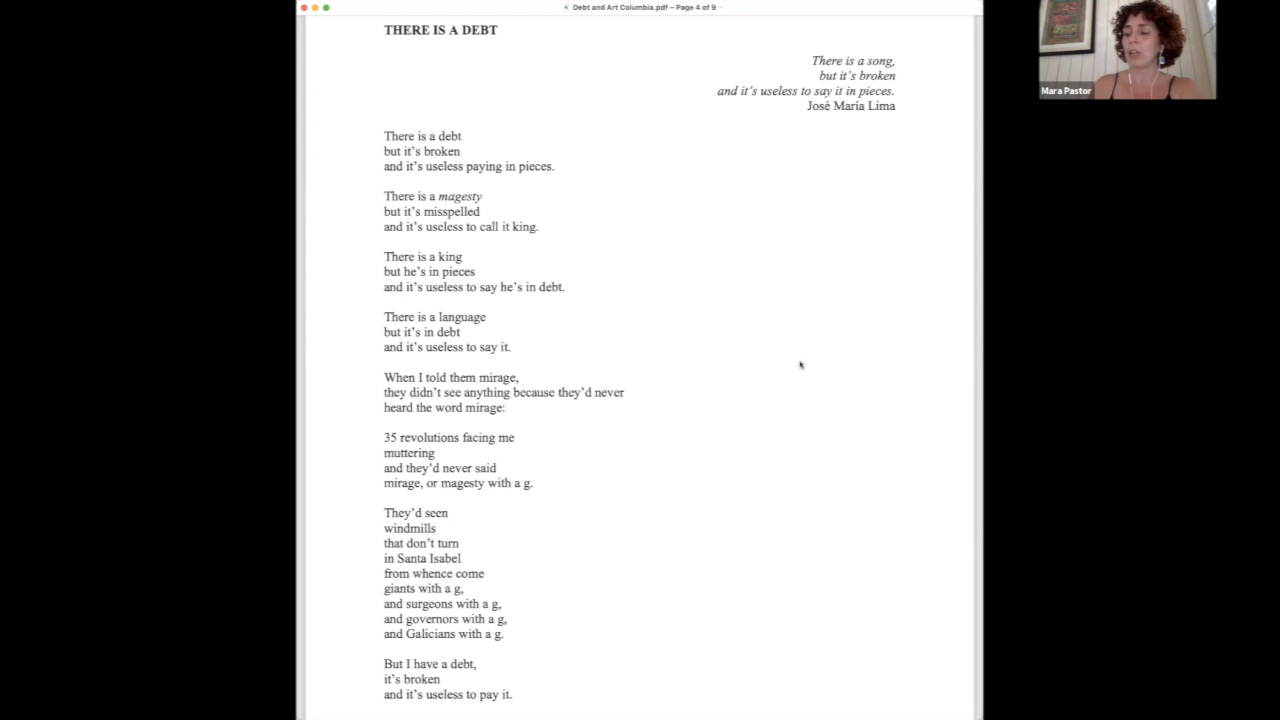 Debt and Art Columbia.pdf – Page 4 of 9
THERE IS A DEBT
There is a song,
but it's broken
and it's useless to say it in pieces.
José María Lima
There is a debt
but it's broken
and it's useless paying in pieces.
There is a magesty
but it's misspelled
and it's useless to call it king.
There is a king
but he's in pieces
and it's useless to say he's in debt.
There is a language
but it's in debt
and it's useless to say it.
When I told them mirage,
they didn't see anything because they'd never
heard the word mirage:
35 revolutions facing me
muttering
and they'd never said
mirage, or magesty with a g.
They'd seen
windmills
that don't turn
in Santa Isabel
from whence come
giants with a g,
and surgeons with a g,
and governors with a g,
and Galicians with a g.
But I have a debt,
it's broken
and it's useless to pay it.
Mara Pastor